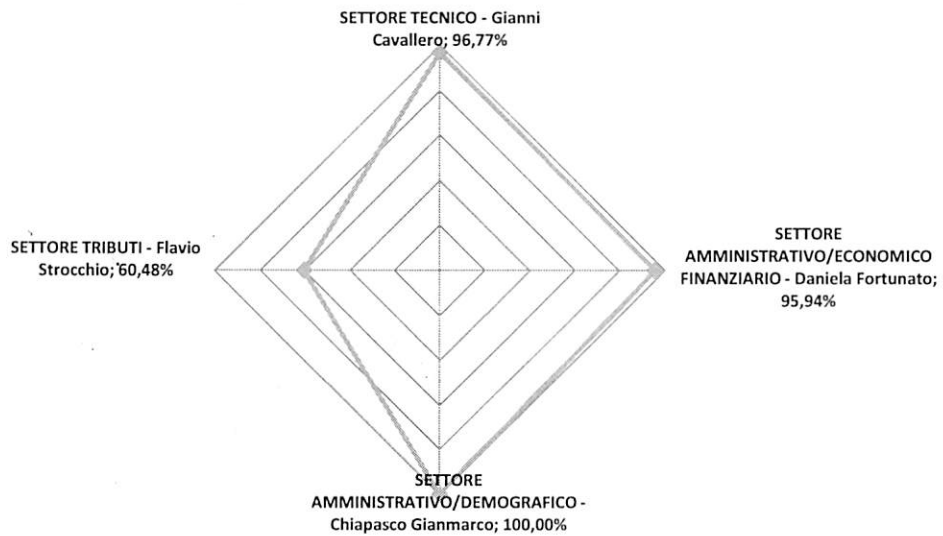 SETTORE TECNICO - Gianni
Cavallero; 96,77%
SETTORE TRIBUTI - Flavio
Strocchio; 60,48%
SETTORE
AMMINISTRATIVO/ECONOMICO
FINANZIARIO - Daniela Fortunato;
95,94%
SETTORE
AMMINISTRATIVO/DEMOGRAFICO -
Chiapasco Gianmarco; 100,00%